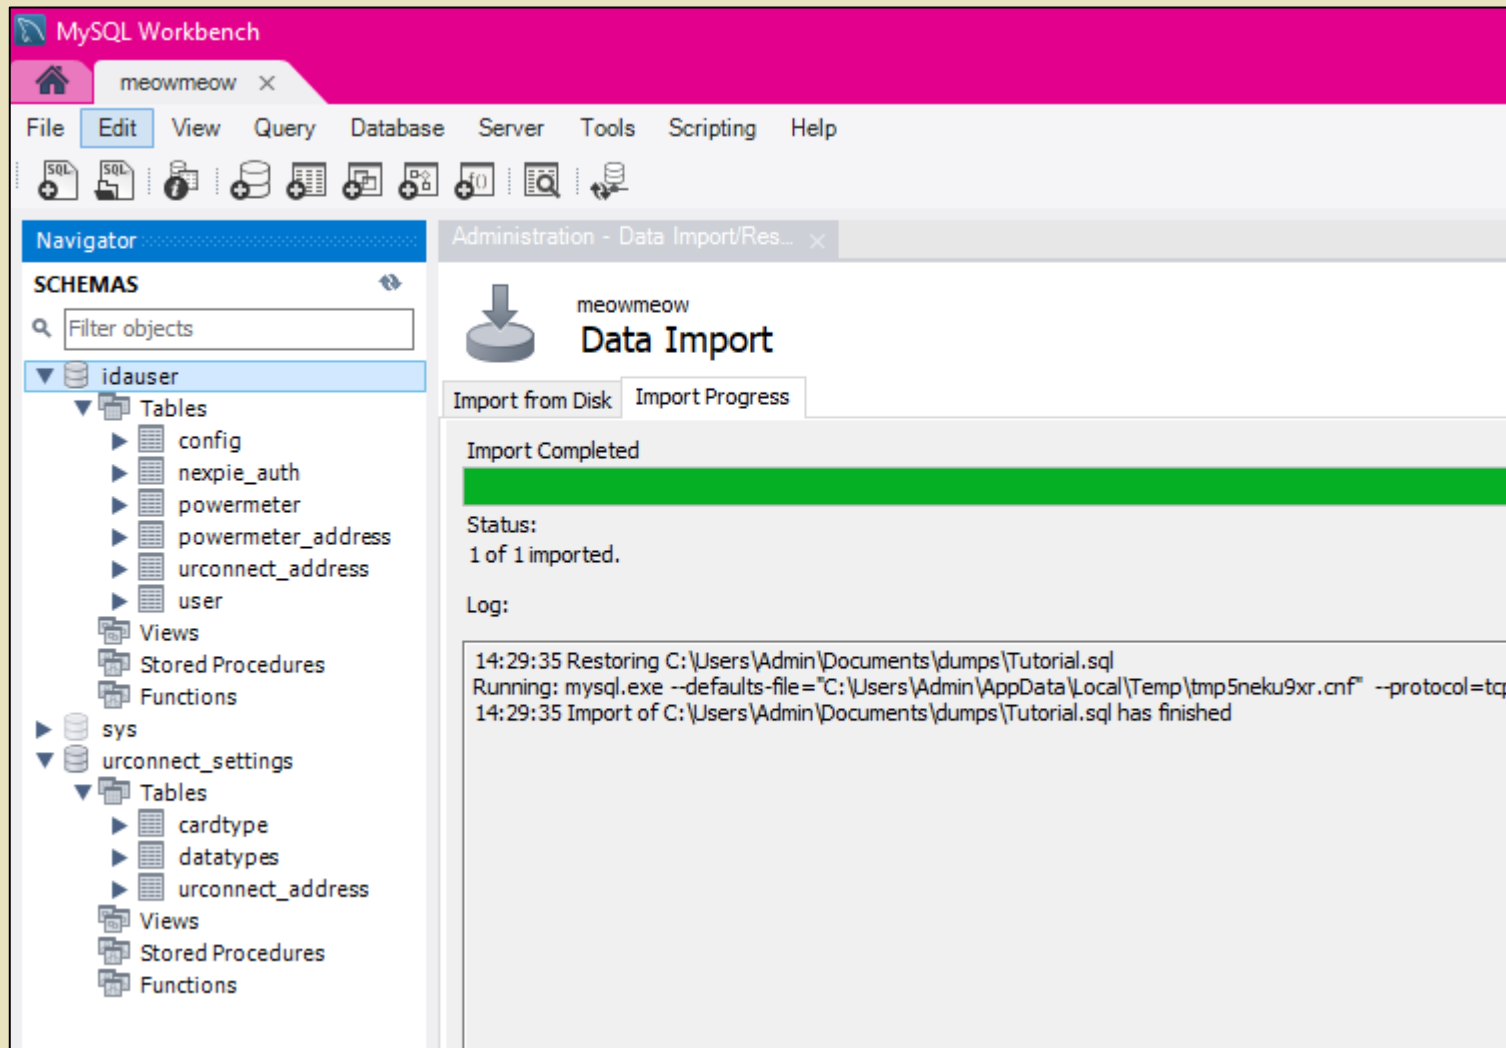 MySQL Workbench
meowmeow
File Edit View Query Database Server Tools Scripting Help
SQL SQL f()
Navigator
SCHEMAS
Filter objects
idauser
Tables
config
nexpie_auth
powermeter
powermeter_address
urconnect_address
user
Views
Stored Procedures
Functions
sys
urconnect_settings
Tables
cardtype
datatypes
urconnect_address
Views
Stored Procedures
Functions
Administration - Data Import/Res...
meowmeow
Data Import
Import from Disk Import Progress
Import Completed
Status:
1 of 1 imported.
Log:
14:29:35 Restoring C:\Users\Admin\Documents\dumps\Tutorial.sql
Running: mysql.exe --defaults-file="C:\Users\Admin\AppData\Local\Temp\tmp5neku9xr.cnf" --protocol=tcp
14:29:35 Import of C:\Users\Admin\Documents\dumps\Tutorial.sql has finished